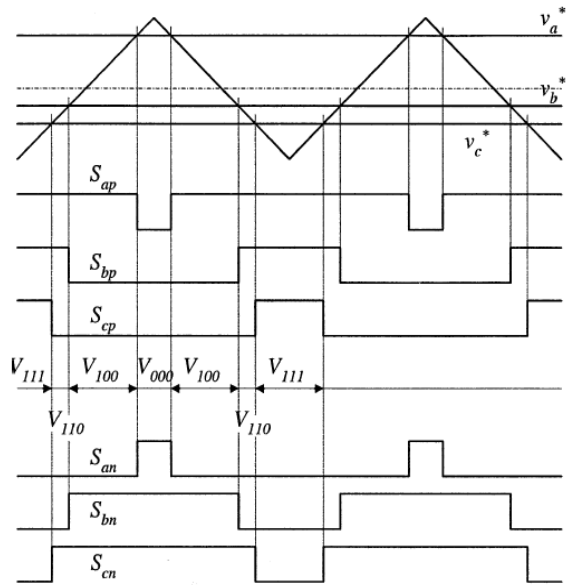 v_a^*
v_b^*
v_c^*
S_ap
S_bp
S_cp
V_111 V_100 V_000 V_100 V_111
V_110 V_110
S_an
S_bn
S_cn